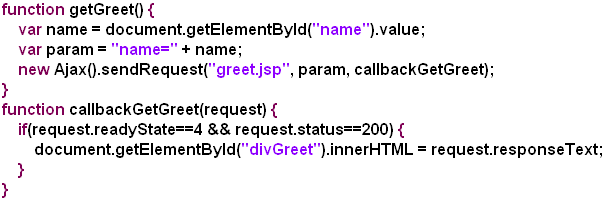 function getGreet() {
var name = document.getElementById("name").value;
var param = "name=" + name;
new Ajax().sendRequest("greet.jsp", param, callbackGetGreet);
}
function callbackGetGreet(request) {
if(request.readyState==4 && request.status==200) {
document.getElementById("divGreet").innerHTML = request.responseText;
}
}